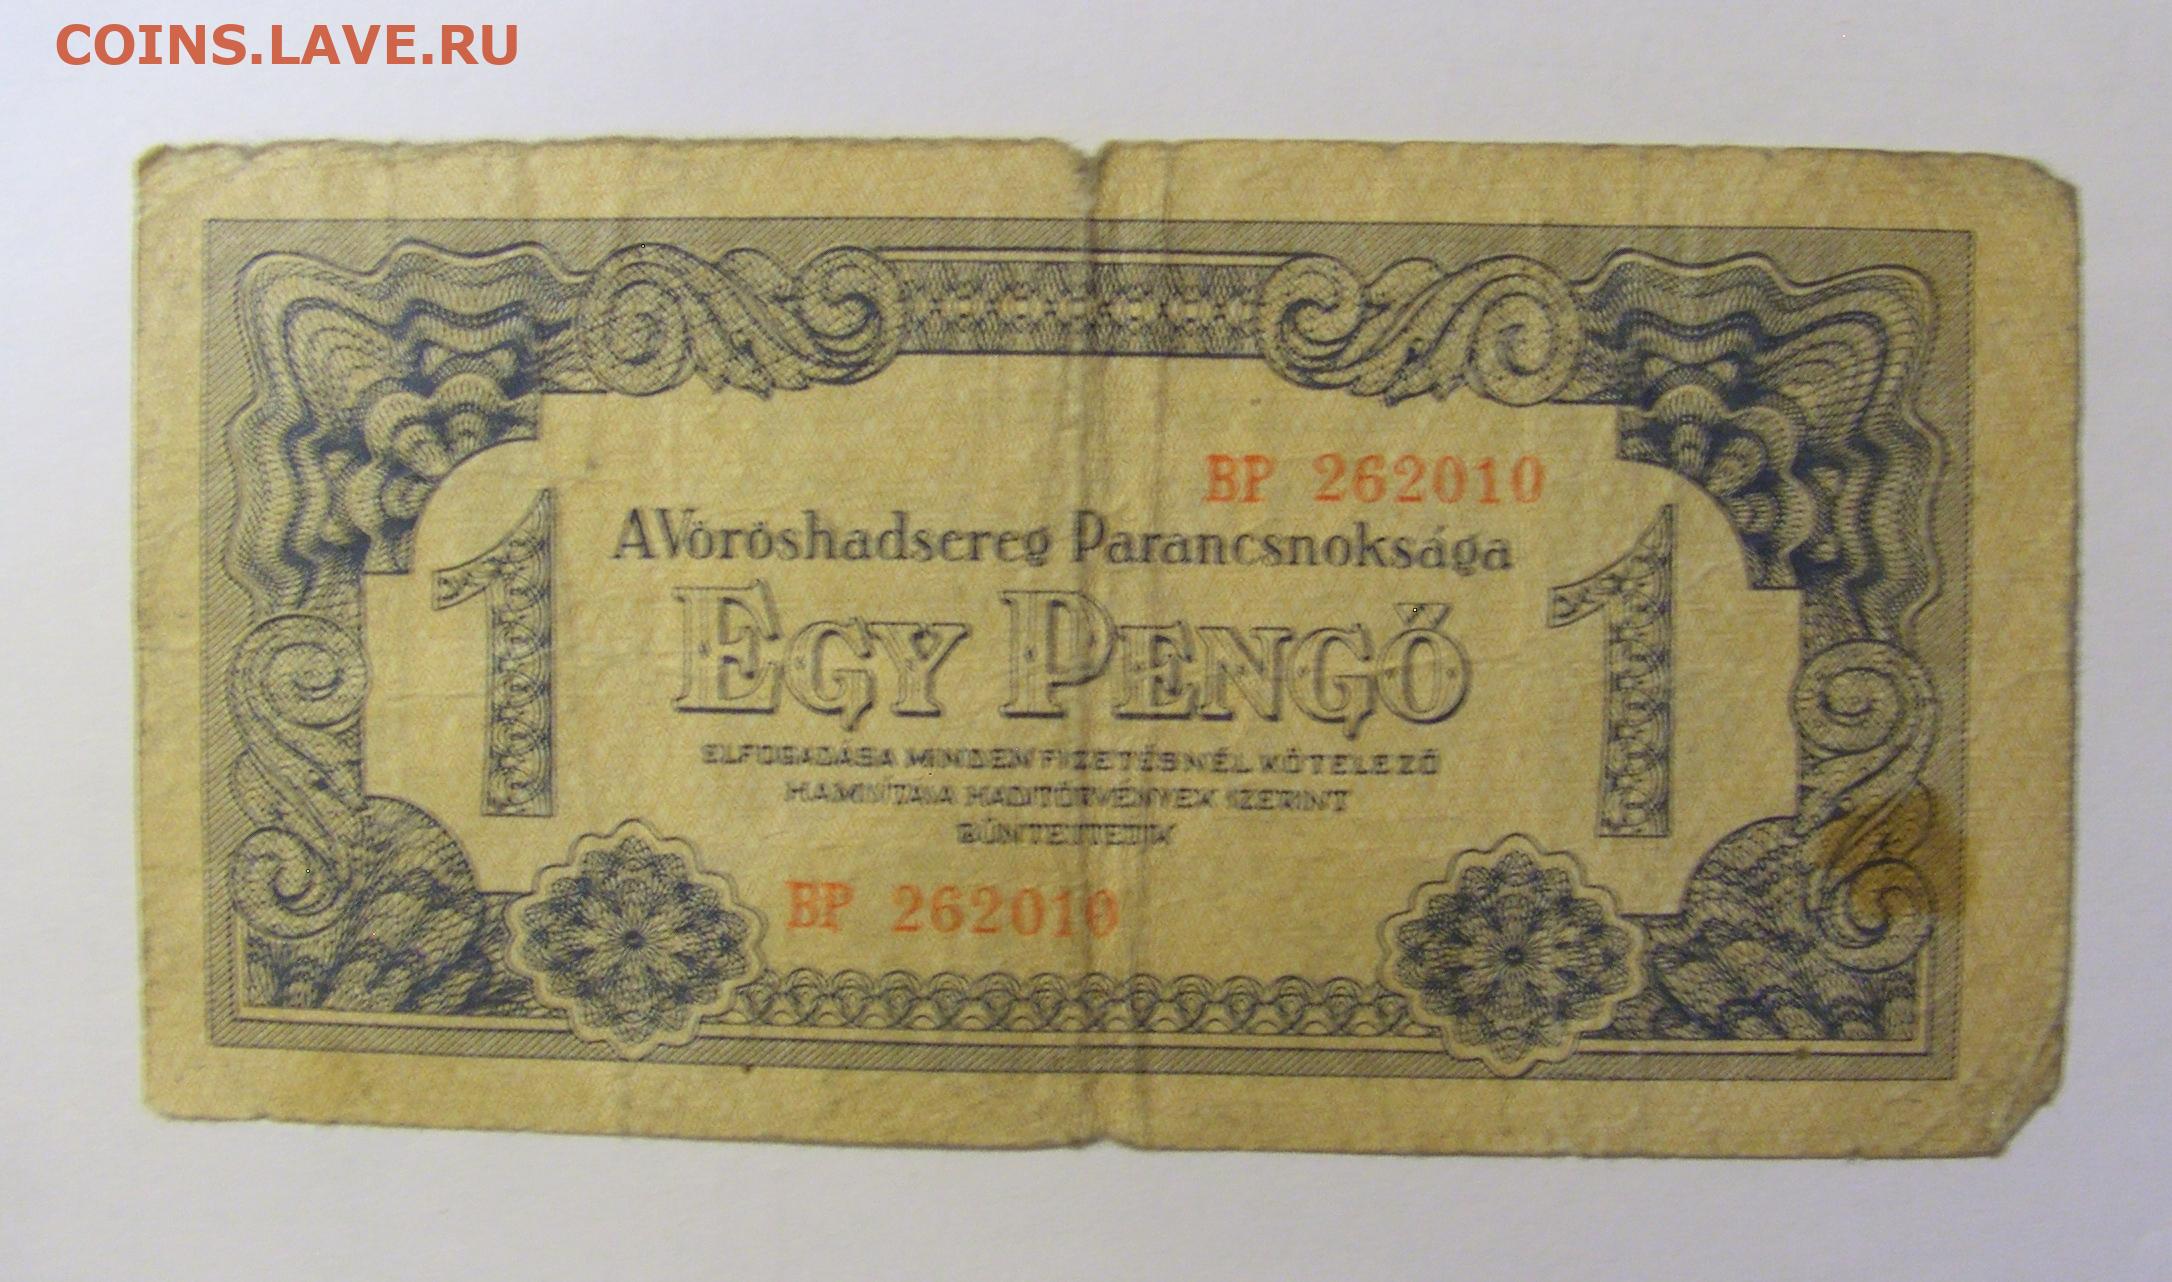 COINS.LAVE.RU
BP 262010
A Vöröshadsereg Parancsnoksága
1 EGY PENGŐ 1
ELFOGADÁSA MINDEN FIZETÉSNÉL KÖTELEZŐ
HAMISÍTÁSA HADITÖRVÉNYEK SZERINT
BÜNTETTETIK
BP 262010